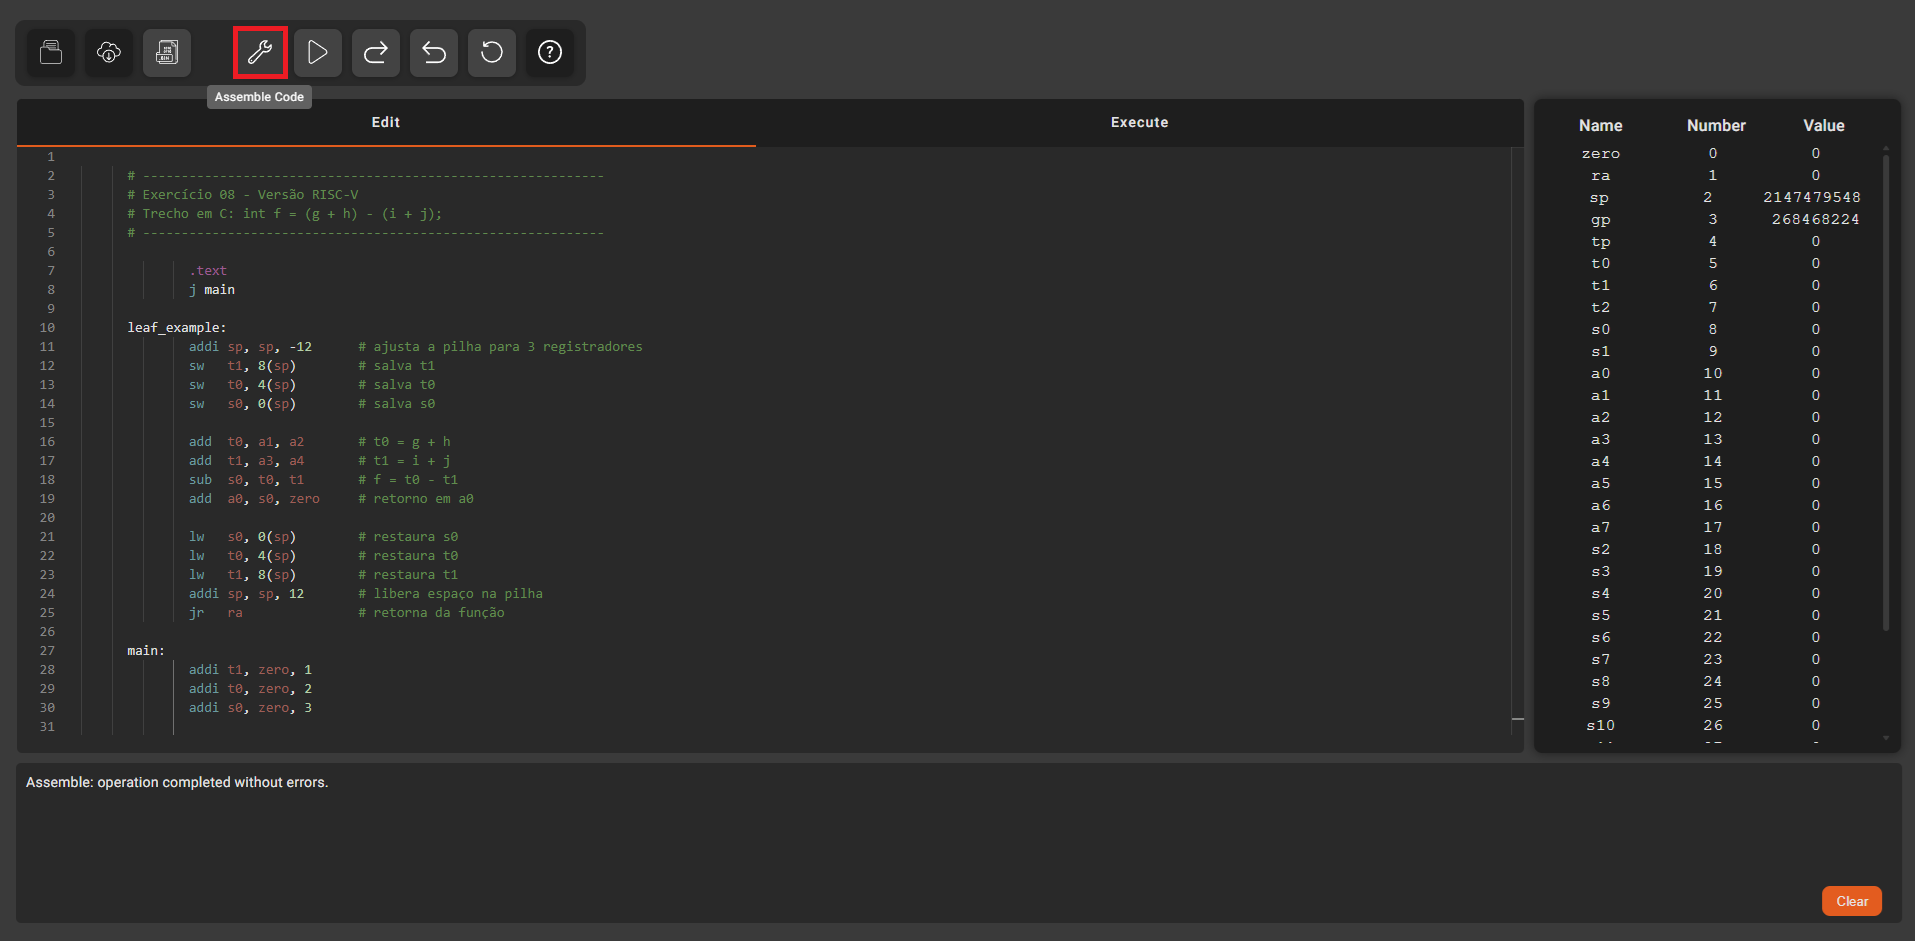 Assemble Code
Edit Execute
1
2 # ------------------------------------------------------------
3 # Exercício 08 - Versão RISC-V
4 # Trecho em C: int f = (g + h) - (i + j);
5 # ------------------------------------------------------------
6
7 .text
8 j main
9
10 leaf_example:
11 addi sp, sp, -12 # ajusta a pilha para 3 registradores
12 sw t1, 8(sp) # salva t1
13 sw t0, 4(sp) # salva t0
14 sw s0, 0(sp) # salva s0
15
16 add t0, a1, a2 # t0 = g + h
17 add t1, a3, a4 # t1 = i + j
18 sub s0, t0, t1 # f = t0 - t1
19 add a0, s0, zero # retorno em a0
20
21 lw s0, 0(sp) # restaura s0
22 lw t0, 4(sp) # restaura t0
23 lw t1, 8(sp) # restaura t1
24 addi sp, sp, 12 # libera espaço na pilha
25 jr ra # retorna da função
26
27 main:
28 addi t1, zero, 1
29 addi t0, zero, 2
30 addi s0, zero, 3
31
Name Number Value
zero 0 0
ra 1 0
sp 2 2147479548
gp 3 268468224
tp 4 0
t0 5 0
t1 6 0
t2 7 0
s0 8 0
s1 9 0
a0 10 0
a1 11 0
a2 12 0
a3 13 0
a4 14 0
a5 15 0
a6 16 0
a7 17 0
s2 18 0
s3 19 0
s4 20 0
s5 21 0
s6 22 0
s7 23 0
s8 24 0
s9 25 0
s10 26 0
Assemble: operation completed without errors.
Clear